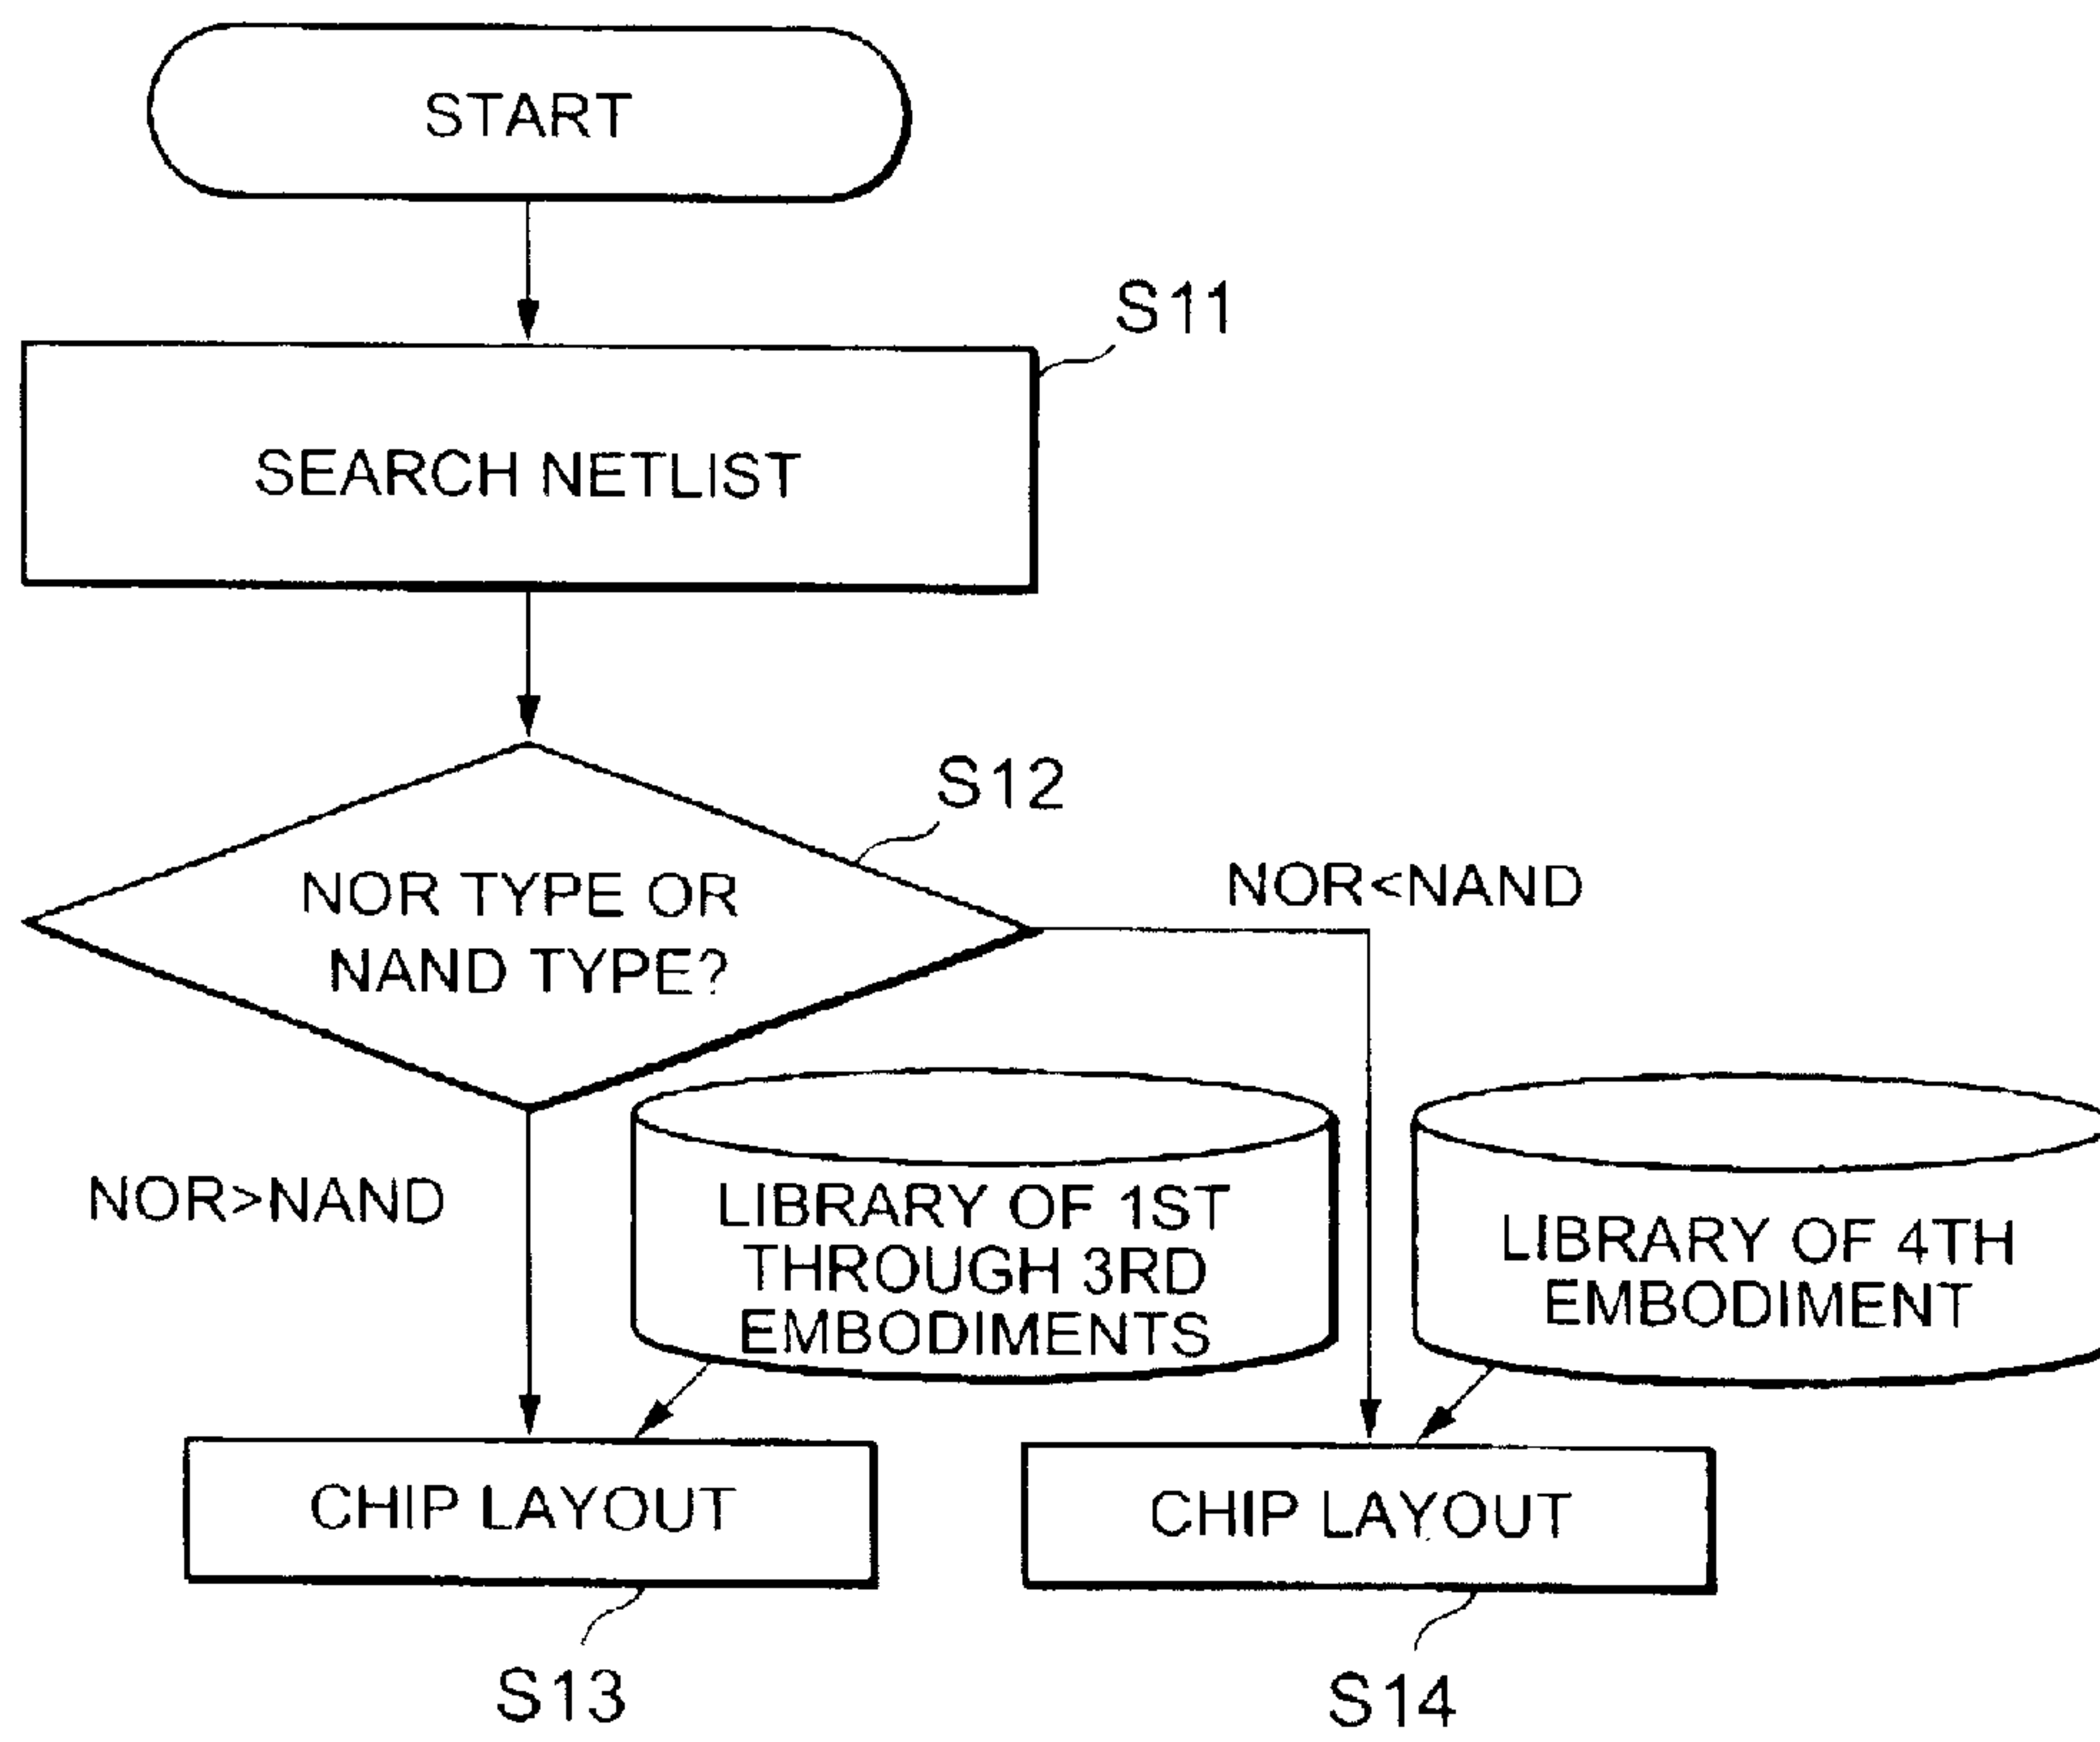 START
S11
SEARCH NETLIST
S12
NOR TYPE OR
NAND TYPE?
NOR<NAND
NOR>NAND
LIBRARY OF 1ST
THROUGH 3RD
EMBODIMENTS
LIBRARY OF 4TH
EMBODIMENT
CHIP LAYOUT
CHIP LAYOUT
S13
S14